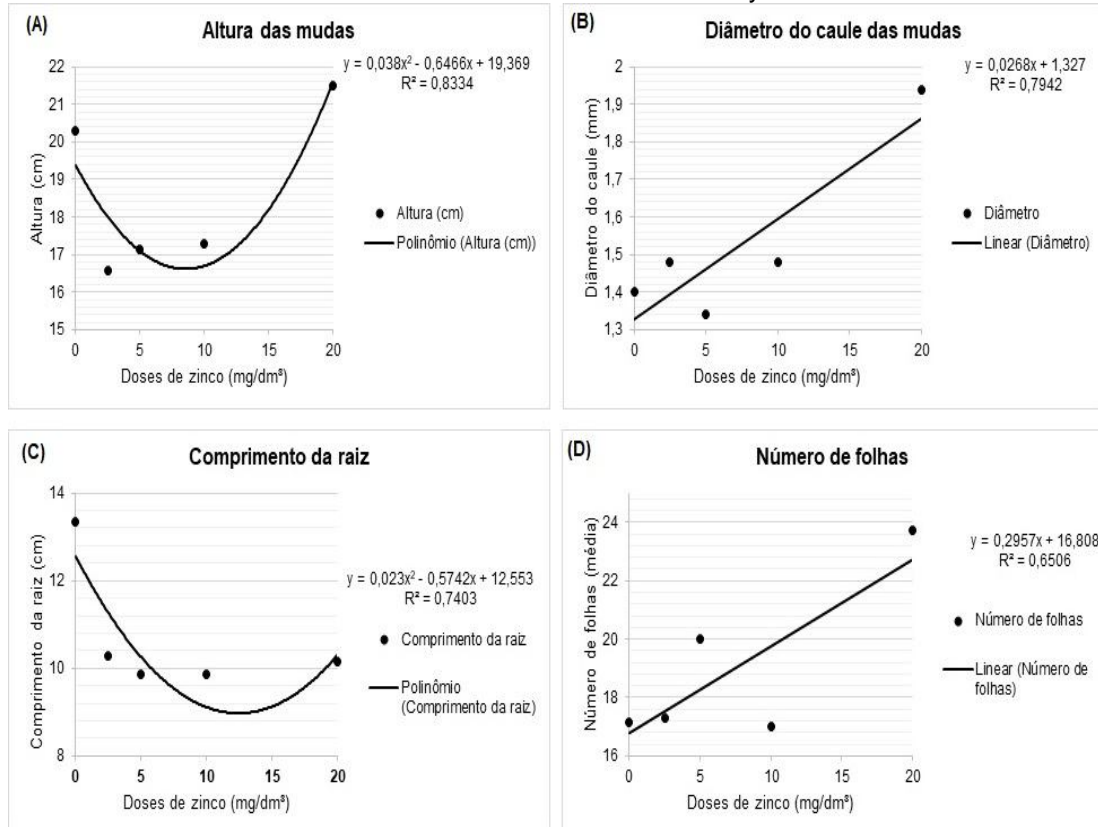 (A)
Altura das mudas
y = 0,038x² - 0,6466x + 19,369
R² = 0,8334
Altura (cm)
22
21
20
19
18
17
16
15
0 5 10 15 20
Doses de zinco (mg/dm³)
Altura (cm)
Polinômio (Altura (cm))
(B)
Diâmetro do caule das mudas
y = 0,0268x + 1,327
R² = 0,7942
Diâmetro do caule (mm)
2
1,9
1,8
1,7
1,6
1,5
1,4
1,3
0 5 10 15 20
Doses de zinco (mg/dm³)
Diâmetro
Linear (Diâmetro)
(C)
Comprimento da raiz
y = 0,023x² - 0,5742x + 12,553
R² = 0,7403
Comprimento da raiz (cm)
14
12
10
8
0 5 10 15 20
Doses de zinco (mg/dm³)
Comprimento da raiz
Polinômio
(Comprimento da raiz)
(D)
Número de folhas
y = 0,2957x + 16,808
R² = 0,6506
Número de folhas (média)
24
22
20
18
16
0 5 10 15 20
Doses de zinco (mg/dm³)
Número de folhas
Linear (Número de
folhas)